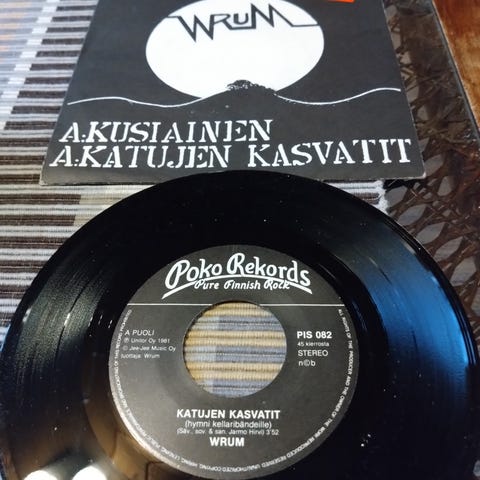 WRUM
A:KUSIAINEN
A:KATUJEN KASVATIT
Poko Rekords
Pure Finnish Rock
A PUOLI
Ⓟ Unitor Oy 1981
© Jee-Jee Music Oy
tuottaja: Wrum
PIS 082
45 kierrosta
STEREO
n©b
KATUJEN KASVATIT
(hymni kellaribändeille)
(Säv., sov. & san. Jarmo Hirvi) 3'52
WRUM